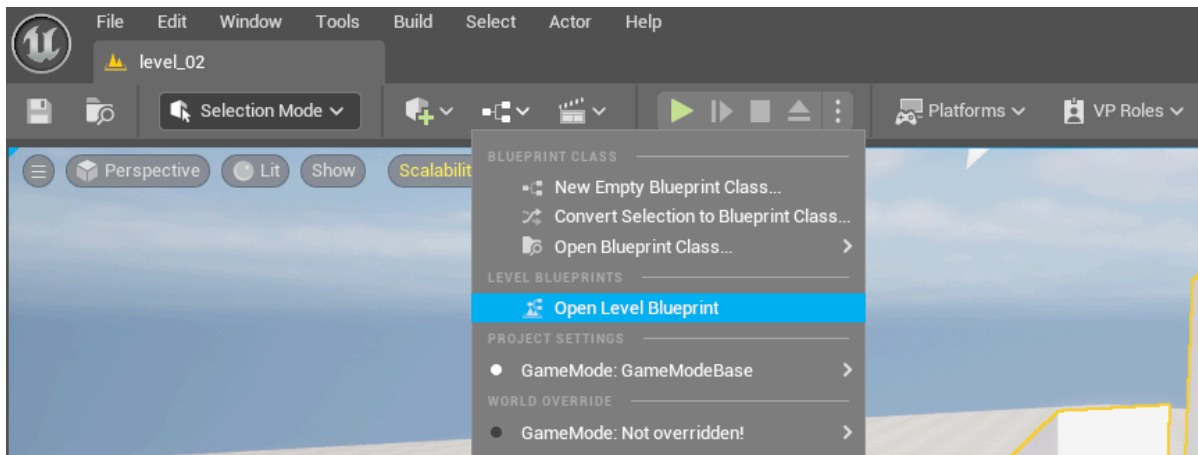 File Edit Window Tools Build Select Actor Help
level_02
Selection Mode Platforms VP Roles
Perspective Lit Show Scalabilit
BLUEPRINT CLASS
New Empty Blueprint Class...
Convert Selection to Blueprint Class...
Open Blueprint Class...
LEVEL BLUEPRINTS
Open Level Blueprint
PROJECT SETTINGS
GameMode: GameModeBase
WORLD OVERRIDE
GameMode: Not overridden!